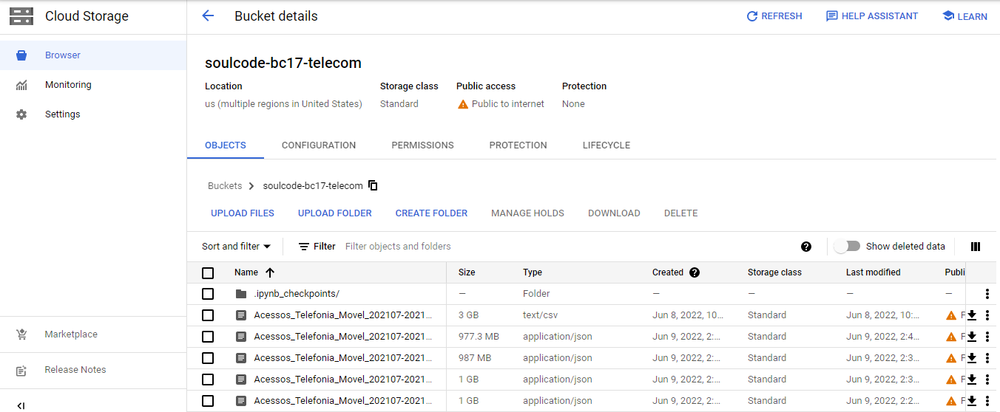 Cloud Storage
Bucket details
REFRESH
HELP ASSISTANT
LEARN
Browser
Monitoring
Settings
Marketplace
Release Notes
soulcode-bc17-telecom
Location Storage class Public access Protection
us (multiple regions in United States) Standard Public to internet None
OBJECTS CONFIGURATION PERMISSIONS PROTECTION LIFECYCLE
Buckets > soulcode-bc17-telecom
UPLOAD FILES UPLOAD FOLDER CREATE FOLDER MANAGE HOLDS DOWNLOAD DELETE
Sort and filter Filter Filter objects and folders Show deleted data
Name Size Type Created Storage class Last modified Publi
.ipynb_checkpoints/ — Folder — — — —
Acessos_Telefonia_Movel_202107-2021... 3 GB text/csv Jun 8, 2022, 10:... Standard Jun 8, 2022, 10:...
Acessos_Telefonia_Movel_202107-2021... 977.3 MB application/json Jun 9, 2022, 2:... Standard Jun 9, 2022, 2:4...
Acessos_Telefonia_Movel_202107-2021... 987 MB application/json Jun 9, 2022, 2:... Standard Jun 9, 2022, 2:3...
Acessos_Telefonia_Movel_202107-2021... 1 GB application/json Jun 9, 2022, 2:... Standard Jun 9, 2022, 2:3...
Acessos_Telefonia_Movel_202107-2021... 1 GB application/json Jun 9, 2022, 2:... Standard Jun 9, 2022, 2:2...